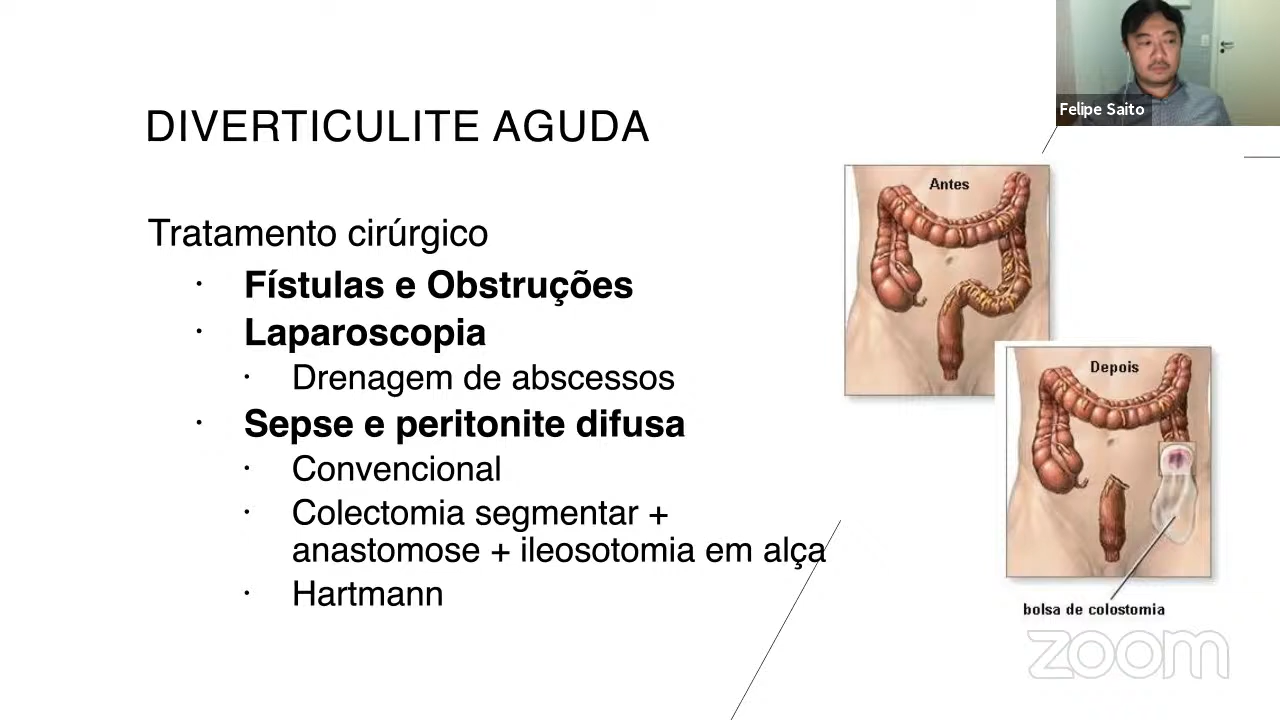 DIVERTICULITE AGUDA
Tratamento cirúrgico
· Fístulas e Obstruções
· Laparoscopia
· Drenagem de abscessos
· Sepse e peritonite difusa
· Convencional
· Colectomia segmentar +
anastomose + ileosotomia em alça
· Hartmann
Felipe Saito
Antes
Depois
bolsa de colostomia
zoom